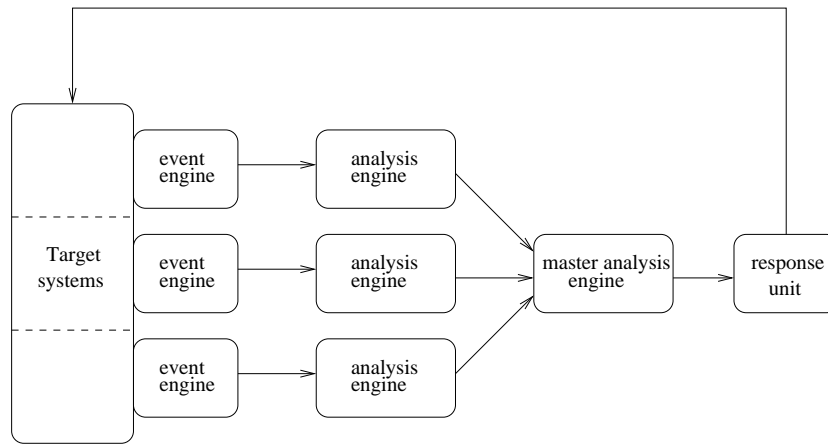 event
engine
analysis
engine
Target
systems
event
engine
analysis
engine
master analysis
engine
response
unit
event
engine
analysis
engine